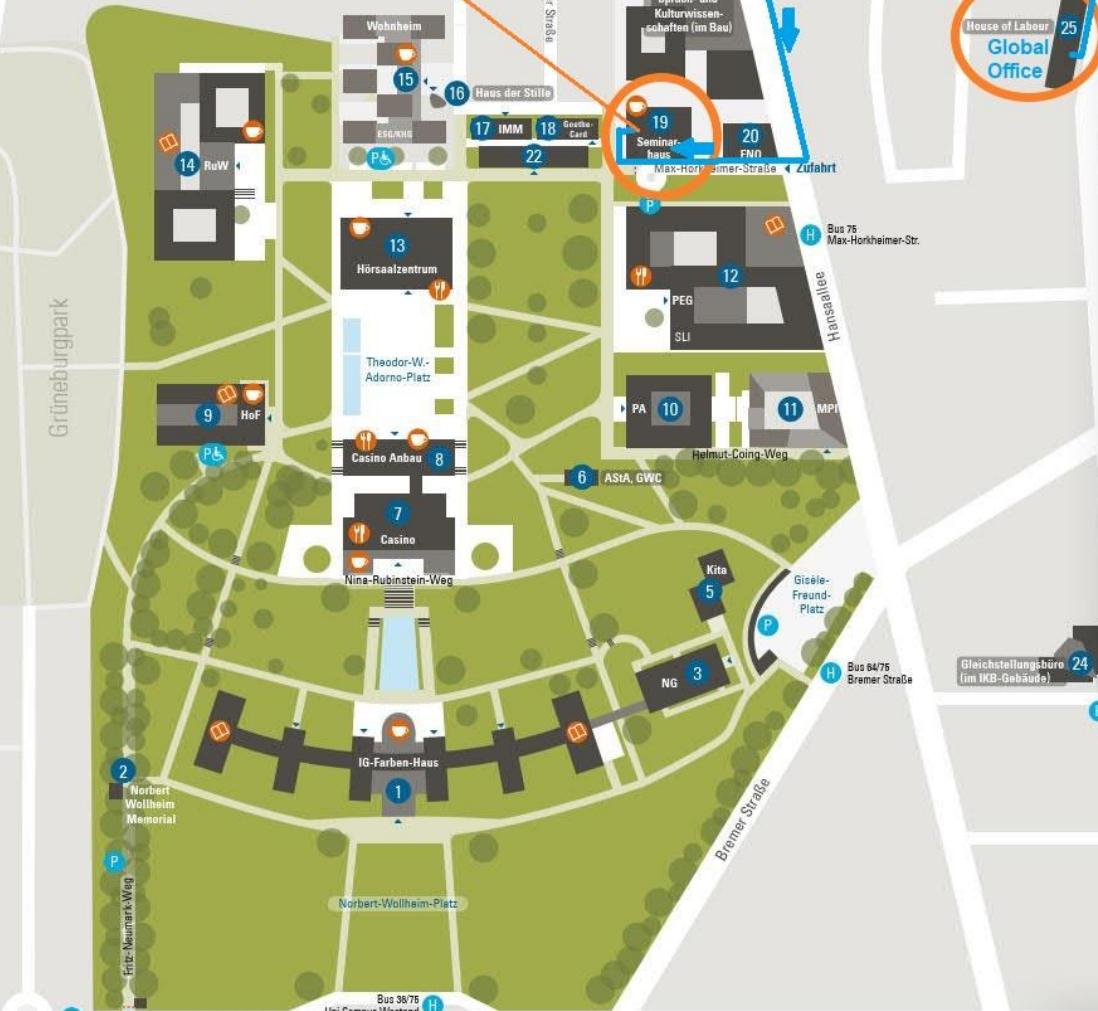 Wohnheim
15
16 Haus der Stille
ESG/KHG
P
17 IMM
18 Goethe-
Card
22
Straße
Kulturwissen-
schaften (im Bau)
19
Seminar-
haus
20
Max-Horkheimer-Straße
Zufahrt
House of Labour 25
Global
Office
14 RuW
13
Hörsaalzentrum
P
H Bus 75
Max-Horkheimer-Str.
12
PEG
SLI
Hansaallee
Grüneburgpark
Theodor-W.-
Adorno-Platz
9 HoF
P
PA 10
11 MPI
Helmut-Coing-Weg
Casino Anbau 8
6 AStA, GWC
7
Casino
Nina-Rubinstein-Weg
Kita
5
Gisèle-
Freund-
Platz
P
3
NG
H Bus 64/75
Bremer Straße
Gleichstellungsbüro 24
(im IKB-Gebäude)
P
IG-Farben-Haus
1
2
Norbert
Wollheim
Memorial
P
Fritz-Neumark-Weg
Bremer Straße
Norbert-Wollheim-Platz
Bus 36/75
H